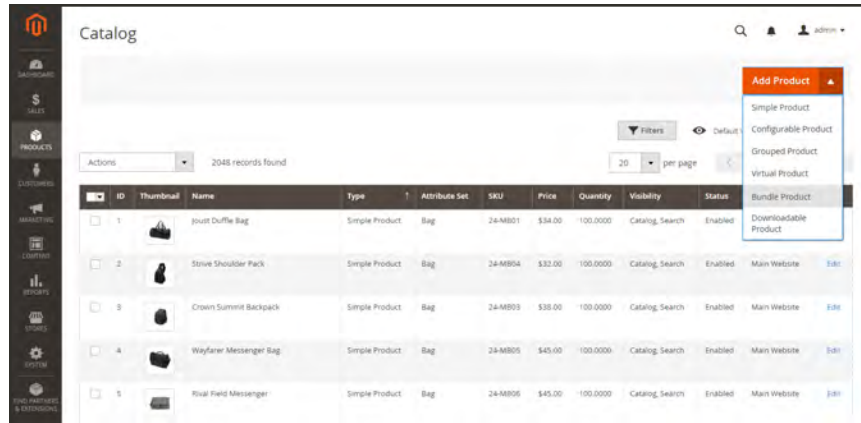 Catalog
admin
DASHBOARD
SALES
PRODUCTS
CUSTOMERS
MARKETING
CONTENT
REPORTS
STORES
SYSTEM
FIND PARTNERS
& EXTENSIONS
Add Product
Simple Product
Configurable Product
Grouped Product
Virtual Product
Bundle Product
Downloadable
Product
Filters
Default
Actions
2048 records found
20 per page
ID Thumbnail Name Type Attribute Set SKU Price Quantity Visibility Status
1 Joust Duffle Bag Simple Product Bag 24-MB01 $34.00 100.0000 Catalog, Search Enabled
2 Strive Shoulder Pack Simple Product Bag 24-MB04 $32.00 100.0000 Catalog, Search Enabled Main Website Edit
3 Crown Summit Backpack Simple Product Bag 24-MB03 $38.00 100.0000 Catalog, Search Enabled Main Website Edit
4 Wayfarer Messenger Bag Simple Product Bag 24-MB05 $45.00 100.0000 Catalog, Search Enabled Main Website Edit
5 Rival Field Messenger Simple Product Bag 24-MB06 $45.00 100.0000 Catalog, Search Enabled Main Website Edit